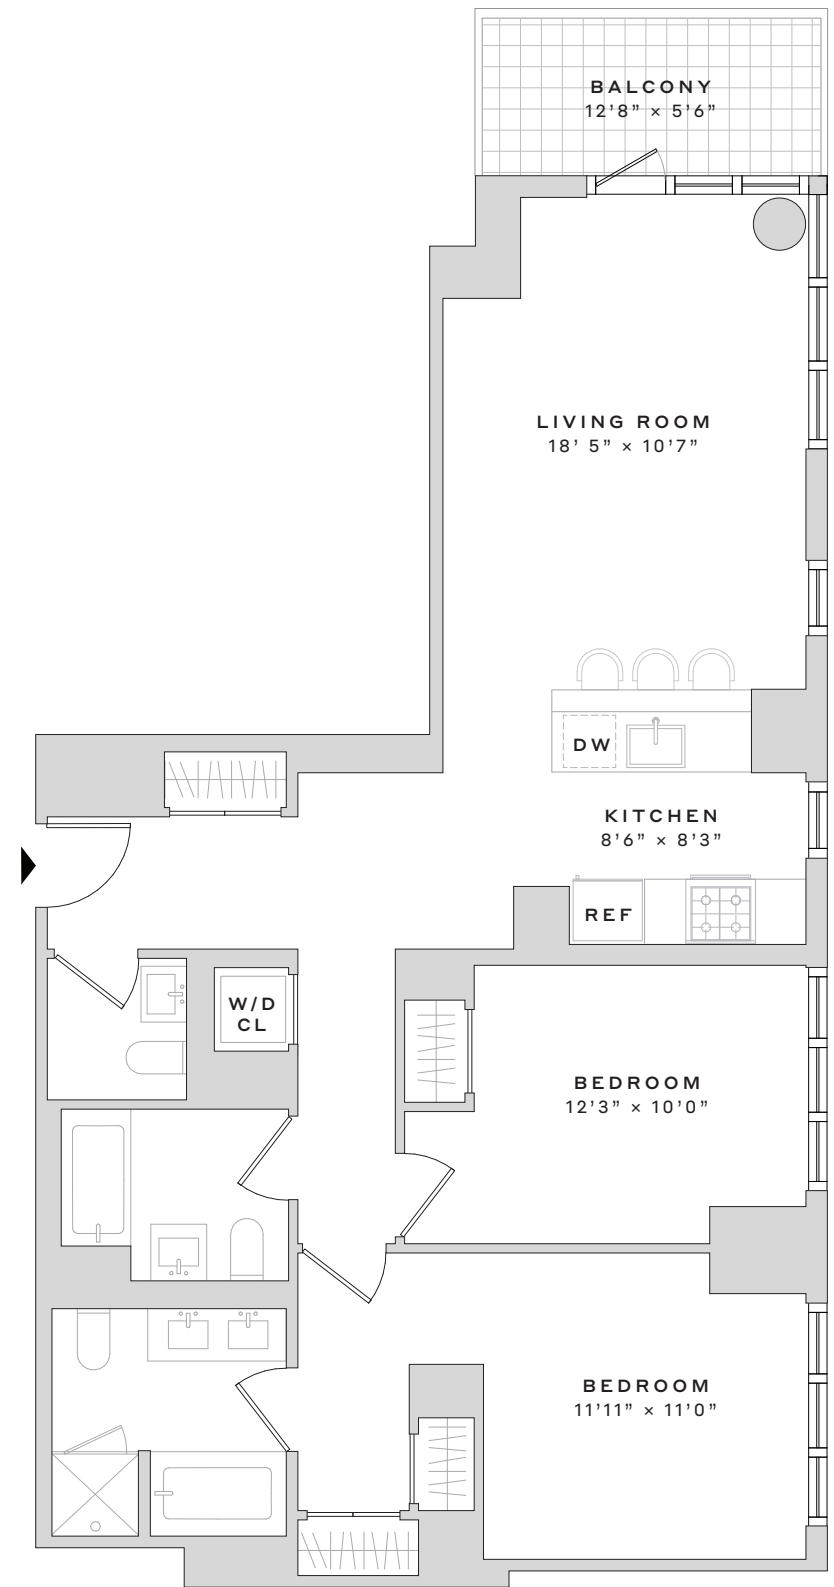 BALCONY
12’8” × 5’6”
LIVING ROOM
18’ 5” × 10’7”
DW
KITCHEN
8’6” × 8’3”
REF
W/D
CL
BEDROOM
12’3” × 10’0”
BEDROOM
11’11” × 11’0”